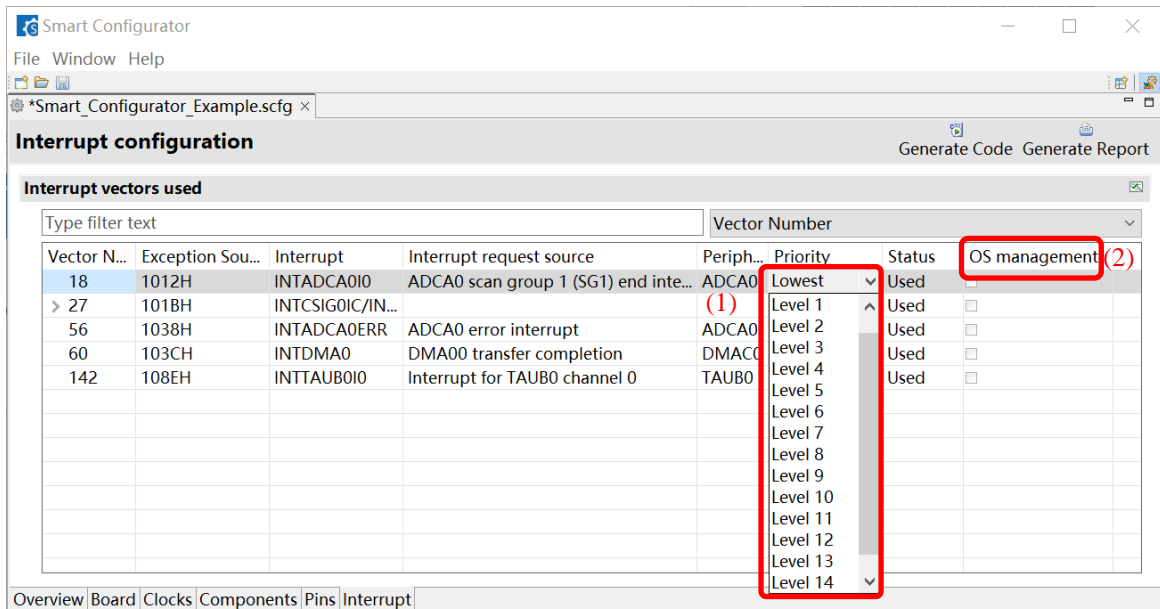 Smart Configurator
File Window Help
*Smart_Configurator_Example.scfg
Interrupt configuration
Generate Code Generate Report
Interrupt vectors used
Type filter text Vector Number
Vector N... Exception Sou... Interrupt Interrupt request source Periph... Priority Status OS management (2)
18 1012H INTADCA0I0 ADCA0 scan group 1 (SG1) end inte... ADCA0 Lowest Used
27 101BH INTCSIG0IC/IN... (1) Level 1 Used
Level 2
56 1038H INTADCA0ERR ADCA0 error interrupt ADCA0 Used
Level 3
60 103CH INTDMA0 DMA00 transfer completion DMAC0 Used
Level 4
142 108EH INTTAUB0I0 Interrupt for TAUB0 channel 0 TAUB0 Used
Level 5
Level 6
Level 7
Level 8
Level 9
Level 10
Level 11
Level 12
Level 13
Level 14
Overview Board Clocks Components Pins Interrupt